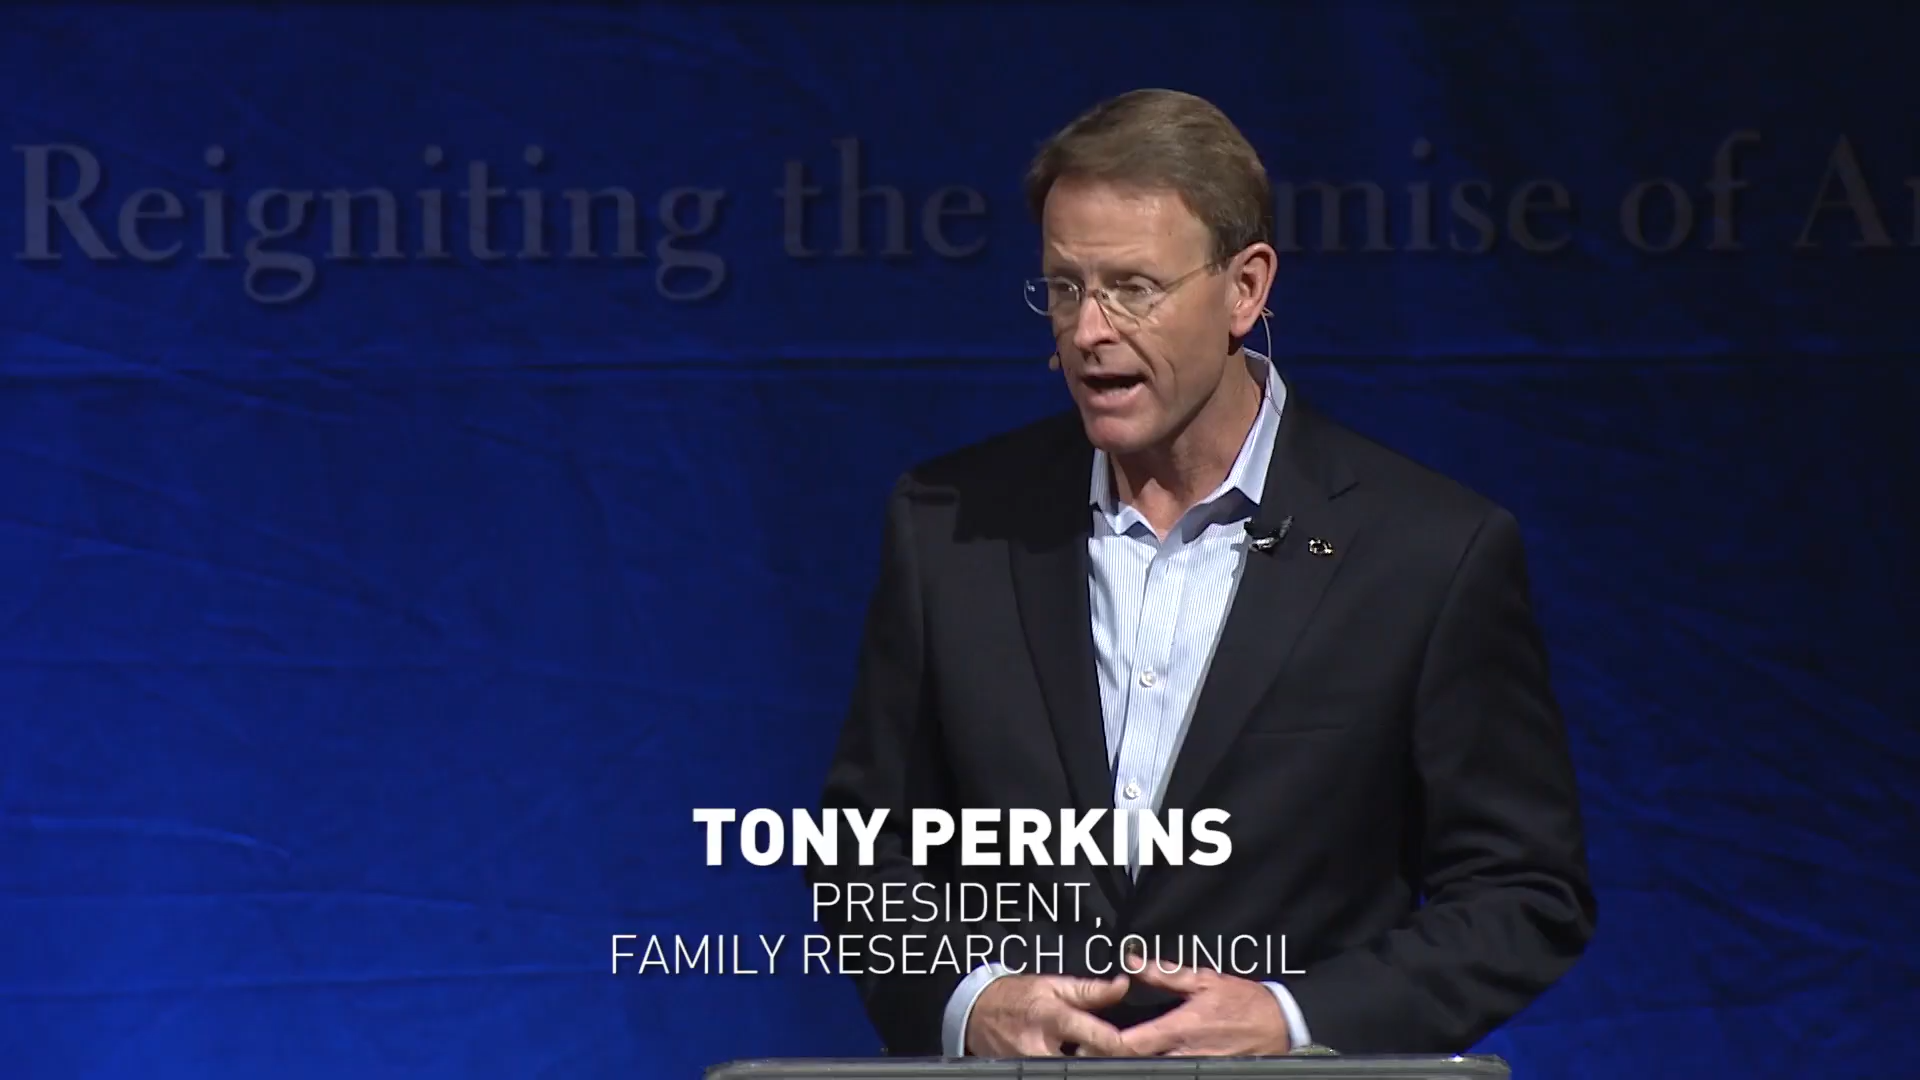 Reigniting the mise of
TONY PERKINS
PRESIDENT,
FAMILY RESEARCH COUNCIL